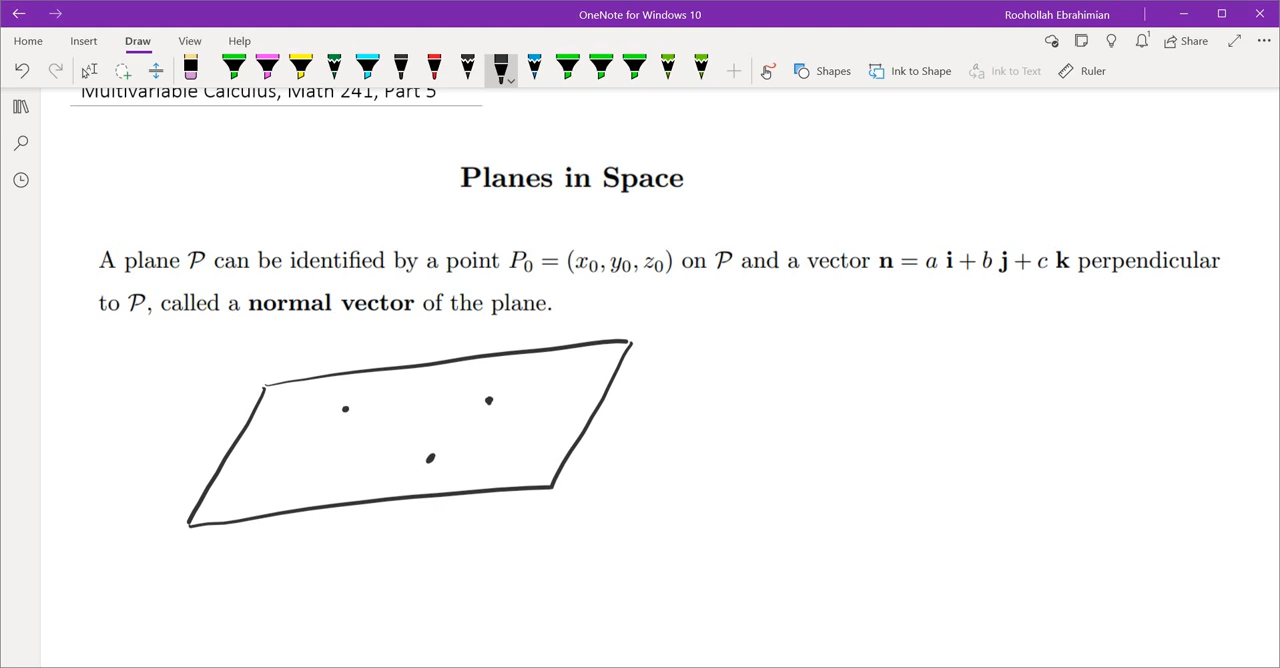 OneNote for Windows 10
Roohollah Ebrahimian
Home Insert Draw View Help
1
Share
Shapes
Ink to Shape
Ink to Text
Ruler
Multivariable Calculus, Math 241, Part 5
Planes in Space
A plane 𝒫 can be identified by a point P₀ = (x₀, y₀, z₀) on 𝒫 and a vector n = a i + b j + c k perpendicular
to 𝒫, called a normal vector of the plane.